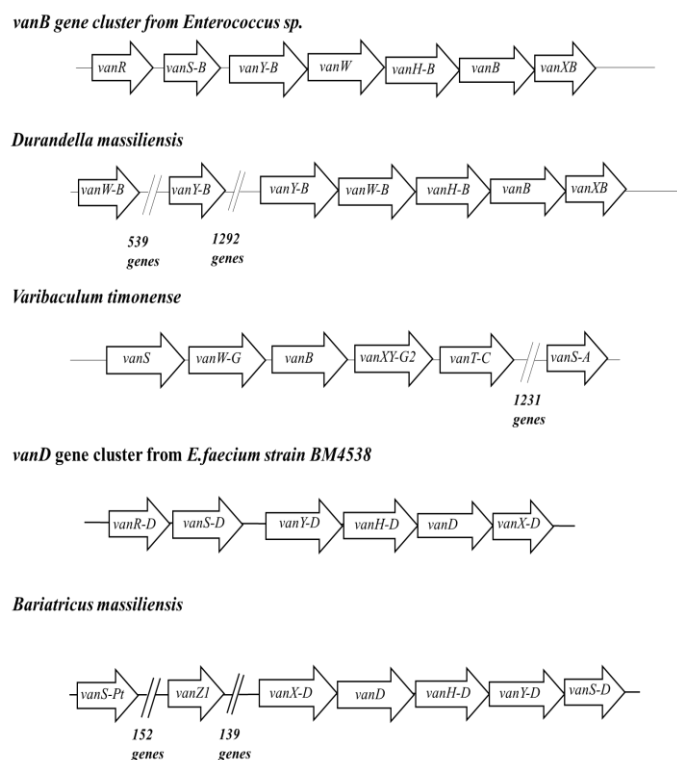 vanB gene cluster from Enterococcus sp.
vanR vanS-B vanY-B vanW vanH-B vanB vanXB
Durandella massiliensis
vanW-B vanY-B vanY-B vanW-B vanH-B vanB vanXB
539 genes
1292 genes
Varibaculum timonense
vanS vanW-G vanB vanXY-G2 vanT-C vanS-A
1231 genes
vanD gene cluster from E.faecium strain BM4538
vanR-D vanS-D vanY-D vanH-D vanD vanX-D
Bariatricus massiliensis
vanS-Pt vanZ1 vanX-D vanD vanH-D vanY-D vanS-D
152 genes
139 genes